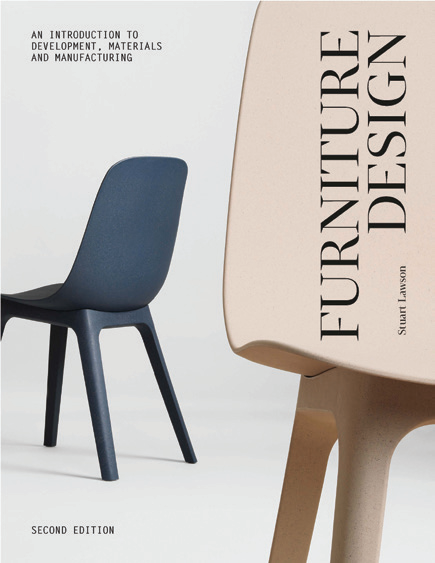 AN INTRODUCTION TO
DEVELOPMENT, MATERIALS
AND MANUFACTURING
FURNITURE
DESIGN
Stuart Lawson
SECOND EDITION